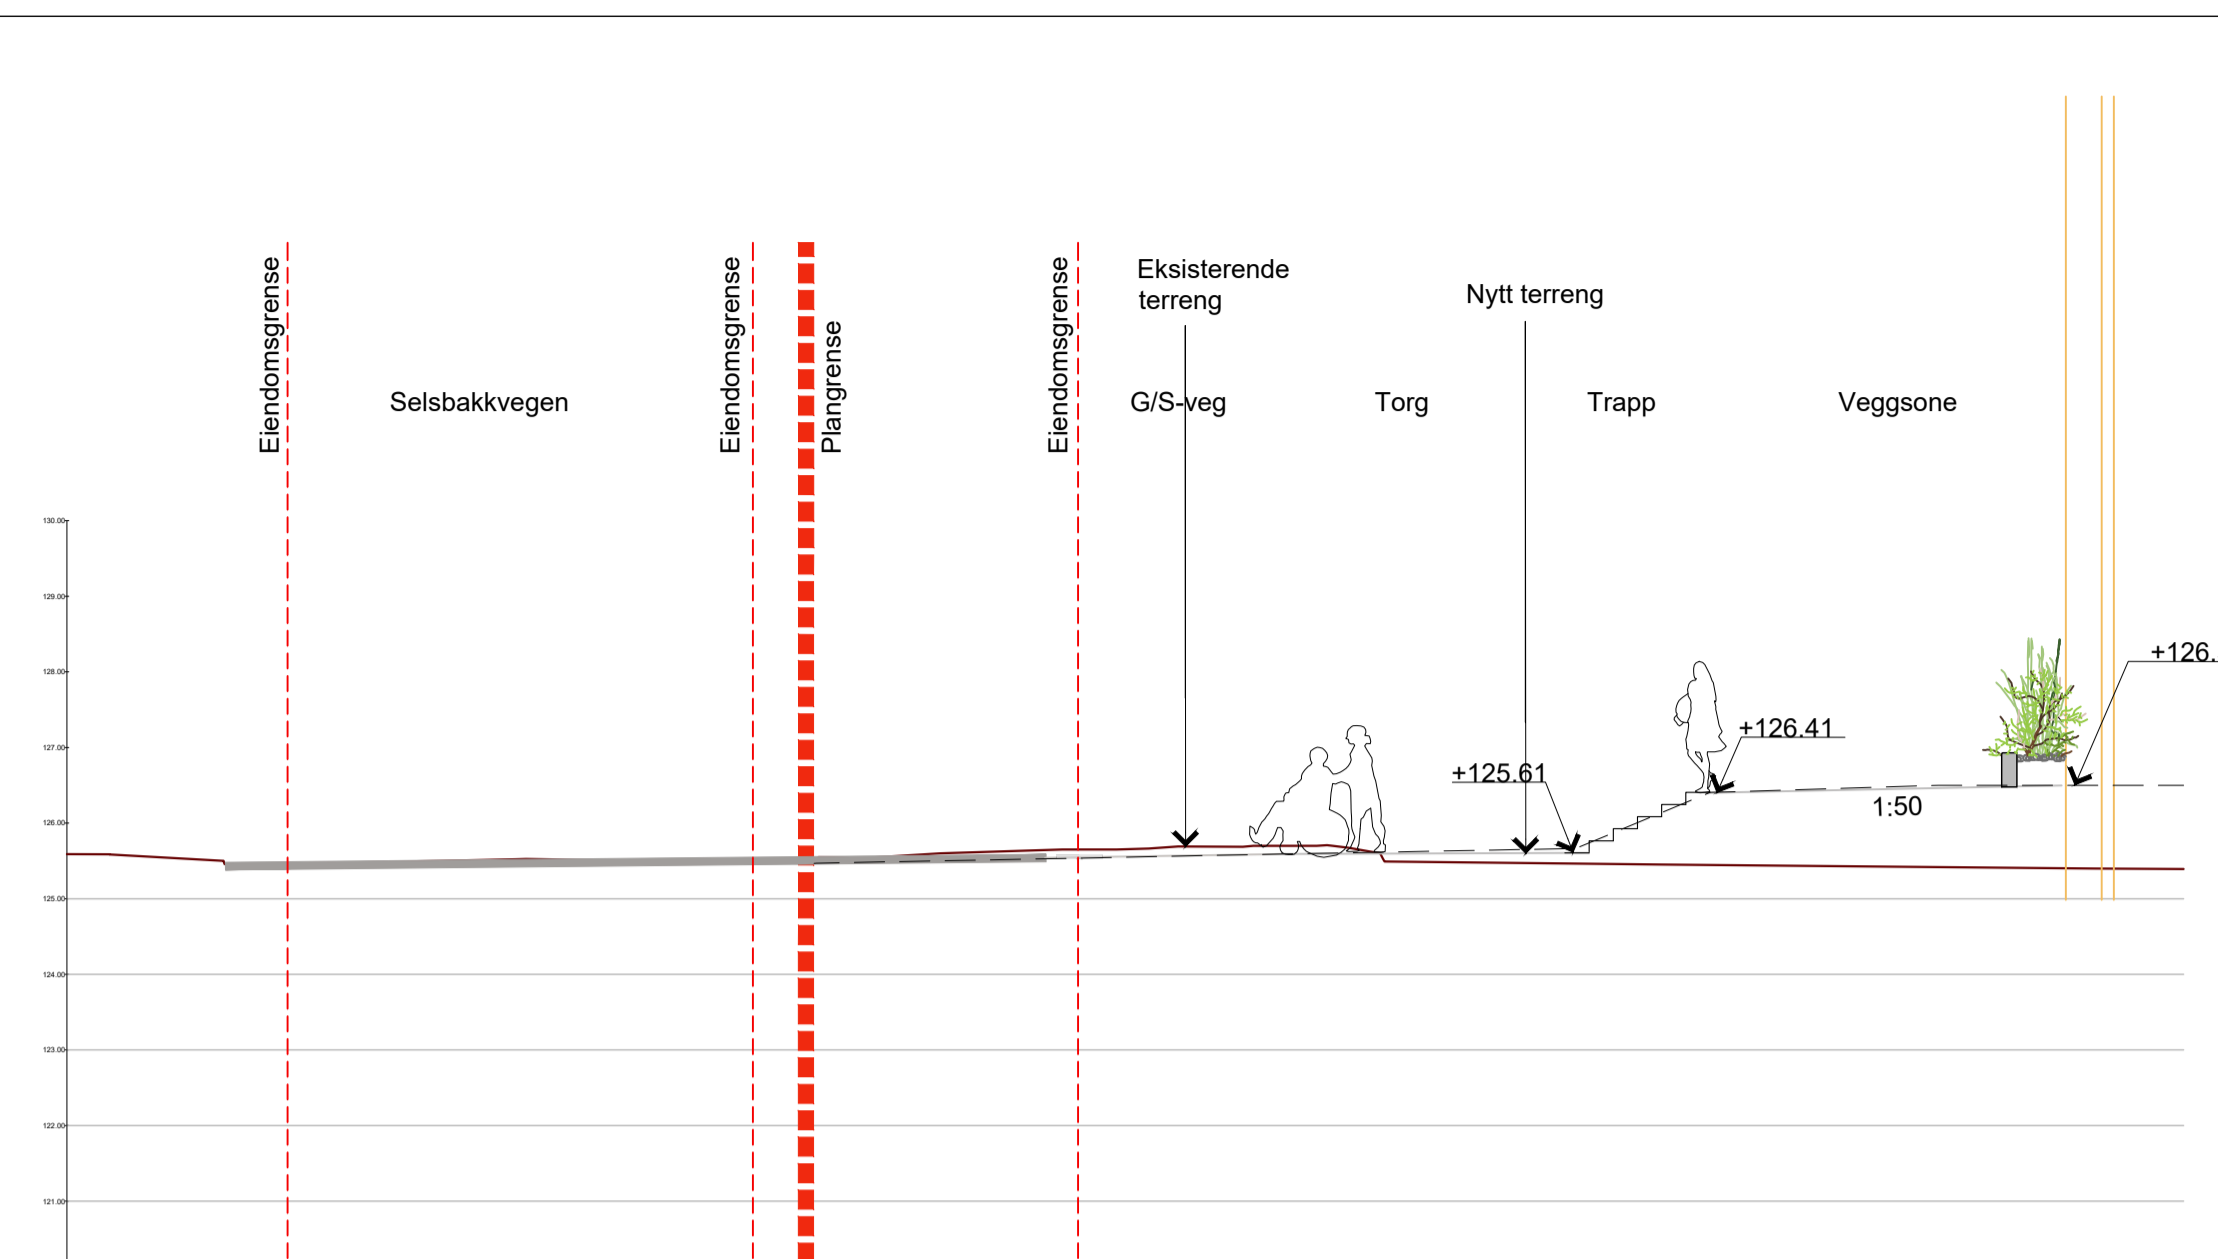 Eiendomsgrense
Eiendomsgrense
Plangrense
Eiendomsgrense
Eksisterende
terreng
Nytt terreng
Selsbakkvegen
G/S-veg
Torg
Trapp
Veggsone
130.00
129.00
128.00
127.00
126.00
125.00
124.00
123.00
122.00
121.00
+125.61
+126.41
+126.
1:50